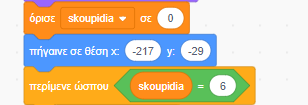 όρισε skoupidia σε 0
πήγαινε σε θέση x: -217 y: -29
περίμενε ώσπου skoupidia = 6